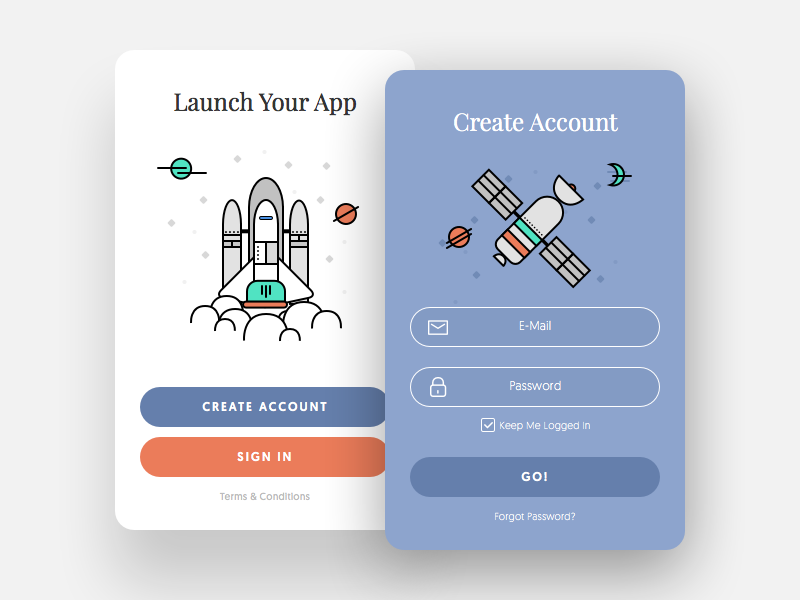 Launch Your App
CREATE ACCOUNT
SIGN IN
Terms & Conditions
Create Account
E-Mail
Password
Keep Me Logged In
GO!
Forgot Password?